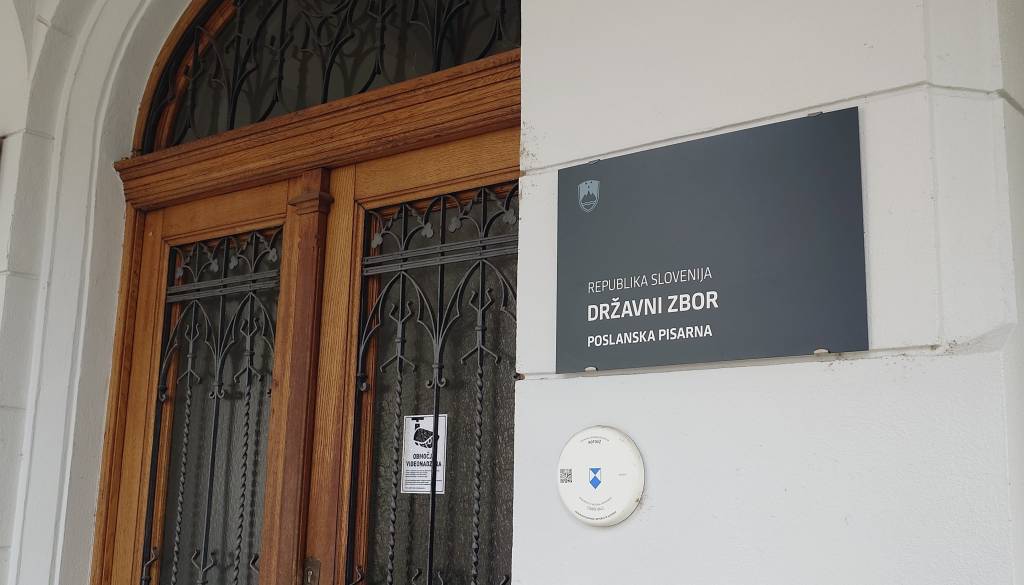 REPUBLIKA SLOVENIJA
DRŽAVNI ZBOR
POSLANSKA PISARNA
OBMOČJE
VIDEONADZORA